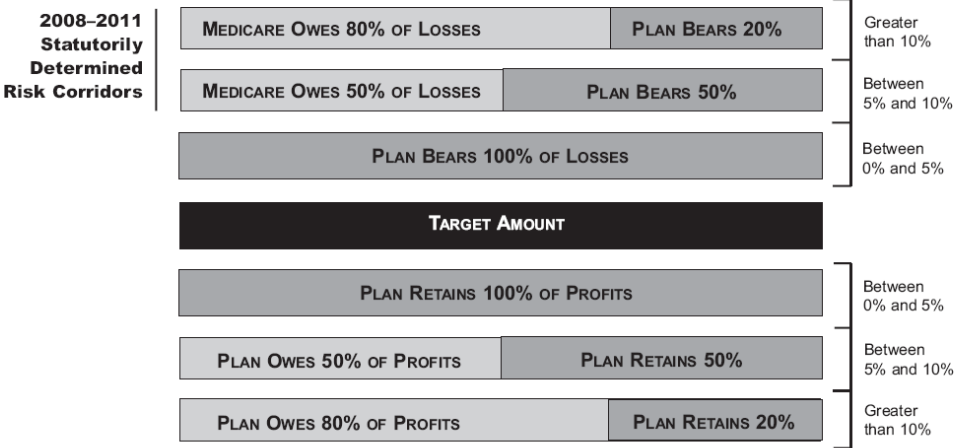 2008–2011
Statutorily
Determined
Risk Corridors
MEDICARE OWES 80% OF LOSSES
PLAN BEARS 20%
Greater
than 10%
MEDICARE OWES 50% OF LOSSES
PLAN BEARS 50%
Between
5% and 10%
PLAN BEARS 100% OF LOSSES
Between
0% and 5%
TARGET AMOUNT
PLAN RETAINS 100% OF PROFITS
Between
0% and 5%
PLAN OWES 50% OF PROFITS
PLAN RETAINS 50%
Between
5% and 10%
PLAN OWES 80% OF PROFITS
PLAN RETAINS 20%
Greater
than 10%